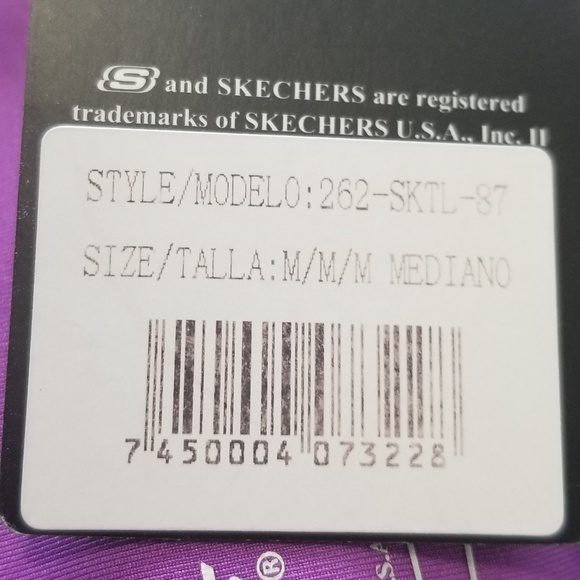 S and SKECHERS are registered
trademarks of SKECHERS U.S.A., Inc. II
STYLE/MODELO:262-SKTL-87
SIZE/TALLA:M/M/M MEDIANO
7 450004 073228
®
S.A